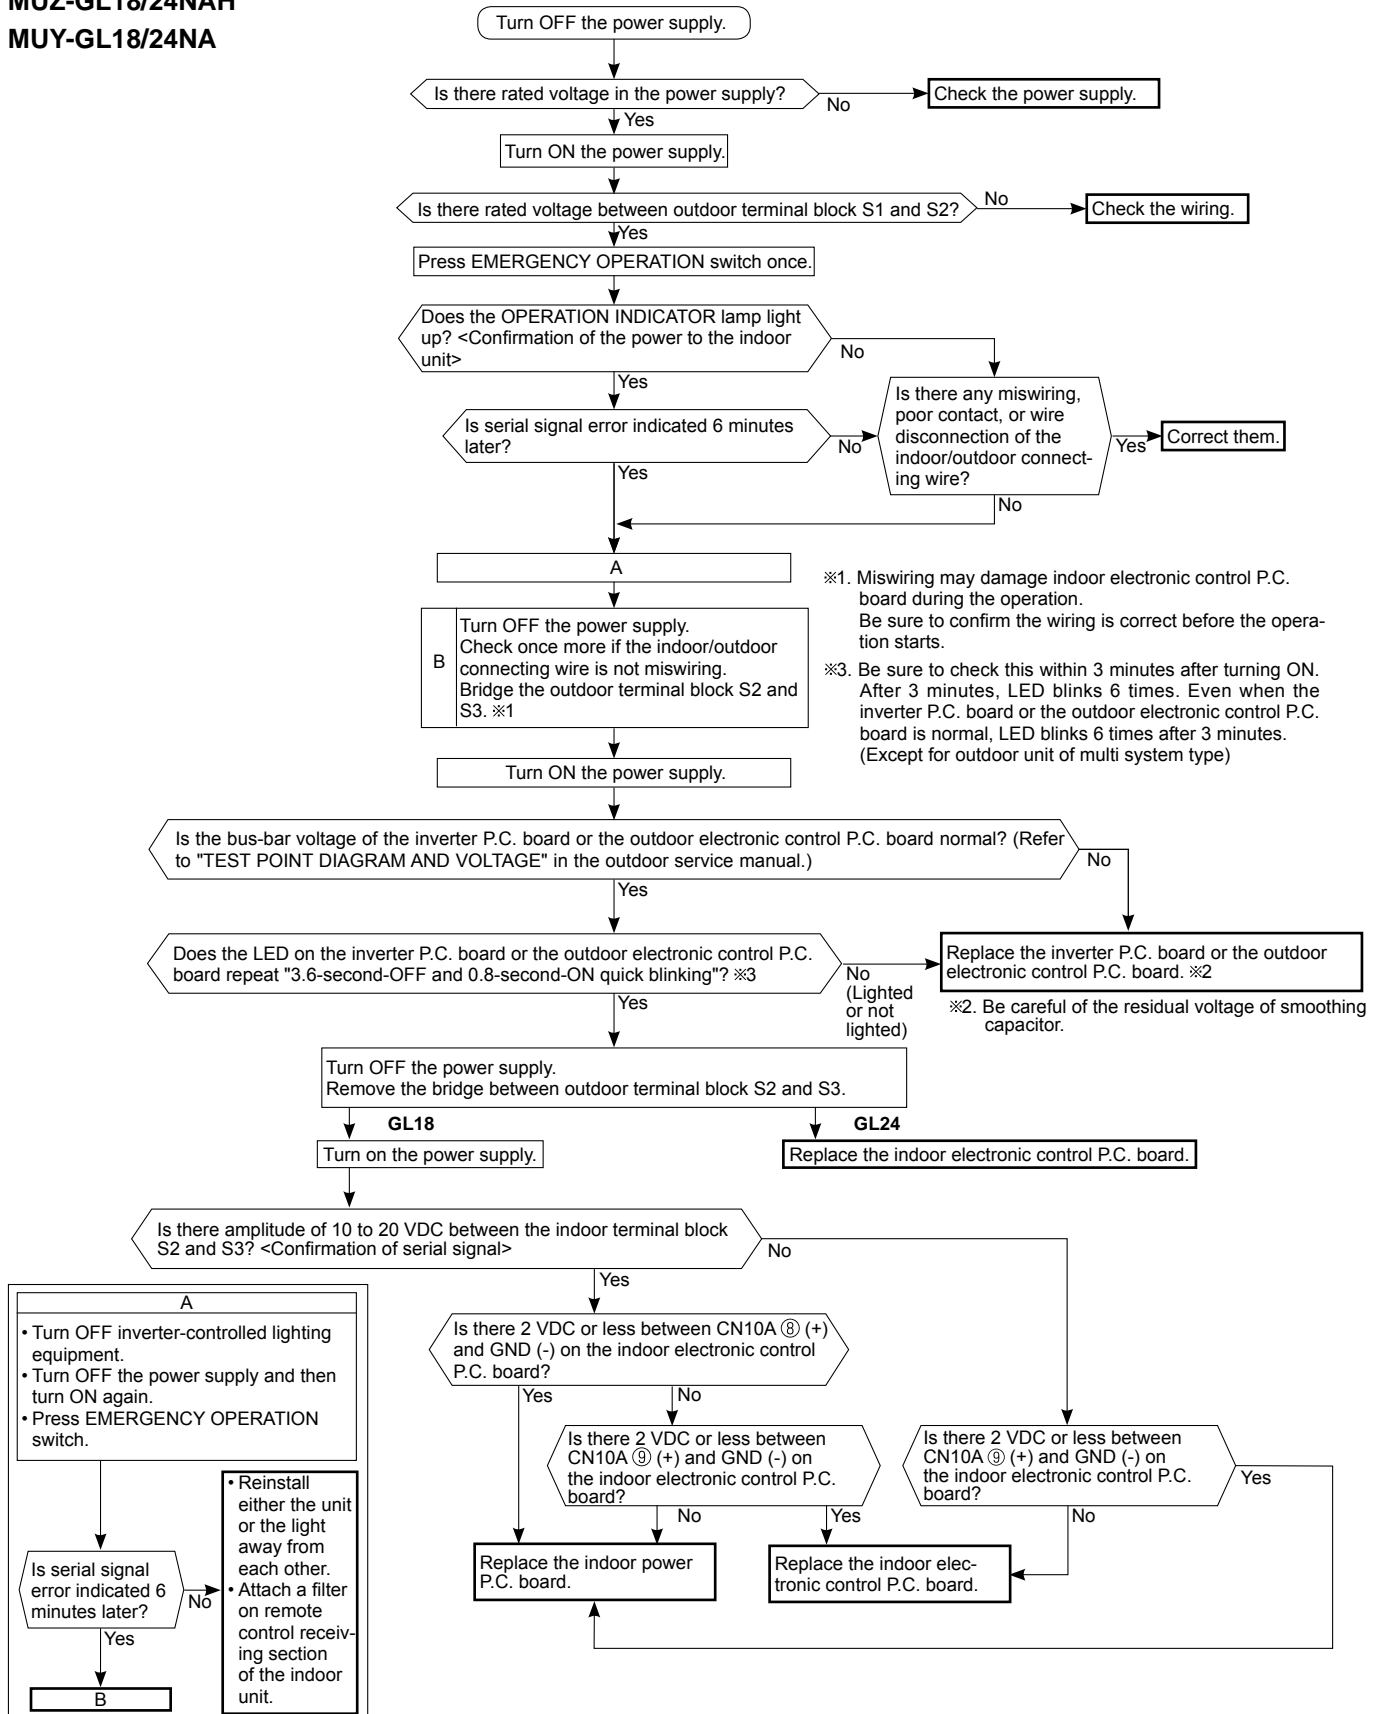 MUZ-GL18/24NAH
MUY-GL18/24NA
Turn OFF the power supply.
Is there rated voltage in the power supply?
No
Check the power supply.
Yes
Turn ON the power supply.
Is there rated voltage between outdoor terminal block S1 and S2?
No
Check the wiring.
Yes
Press EMERGENCY OPERATION switch once.
Does the OPERATION INDICATOR lamp light
up? <Confirmation of the power to the indoor
unit>
No
Yes
Is there any miswiring,
poor contact, or wire
disconnection of the
indoor/outdoor connect-
ing wire?
Is serial signal error indicated 6 minutes
later?
No
Yes
Correct them.
Yes
No
A
B
Turn OFF the power supply.
Check once more if the indoor/outdoor
connecting wire is not miswiring.
Bridge the outdoor terminal block S2 and
S3. ※1
※1. Miswiring may damage indoor electronic control P.C.
board during the operation.
Be sure to confirm the wiring is correct before the opera-
tion starts.
※3. Be sure to check this within 3 minutes after turning ON.
After 3 minutes, LED blinks 6 times. Even when the
inverter P.C. board or the outdoor electronic control P.C.
board is normal, LED blinks 6 times after 3 minutes.
(Except for outdoor unit of multi system type)
Turn ON the power supply.
Is the bus-bar voltage of the inverter P.C. board or the outdoor electronic control P.C. board normal? (Refer
to "TEST POINT DIAGRAM AND VOLTAGE" in the outdoor service manual.)
No
Yes
Does the LED on the inverter P.C. board or the outdoor electronic control P.C.
board repeat "3.6-second-OFF and 0.8-second-ON quick blinking"? ※3
No
(Lighted
or not
lighted)
Replace the inverter P.C. board or the outdoor
electronic control P.C. board. ※2
※2. Be careful of the residual voltage of smoothing
capacitor.
Yes
Turn OFF the power supply.
Remove the bridge between outdoor terminal block S2 and S3.
GL18
GL24
Turn on the power supply.
Replace the indoor electronic control P.C. board.
Is there amplitude of 10 to 20 VDC between the indoor terminal block
S2 and S3? <Confirmation of serial signal>
No
Yes
Is there 2 VDC or less between CN10A ⑧ (+)
and GND (-) on the indoor electronic control
P.C. board?
Yes
No
Is there 2 VDC or less between
CN10A ⑨ (+) and GND (-) on
the indoor electronic control P.C.
board?
No
Yes
Is there 2 VDC or less between
CN10A ⑨ (+) and GND (-) on
the indoor electronic control P.C.
board?
Yes
No
Replace the indoor power
P.C. board.
Replace the indoor elec-
tronic control P.C. board.
A
• Turn OFF inverter-controlled lighting
equipment.
• Turn OFF the power supply and then
turn ON again.
• Press EMERGENCY OPERATION
switch.
Is serial signal
error indicated 6
minutes later?
No
Yes
B
• Reinstall
either the unit
or the light
away from
each other.
• Attach a filter
on remote
control receiv-
ing section
of the indoor
unit.